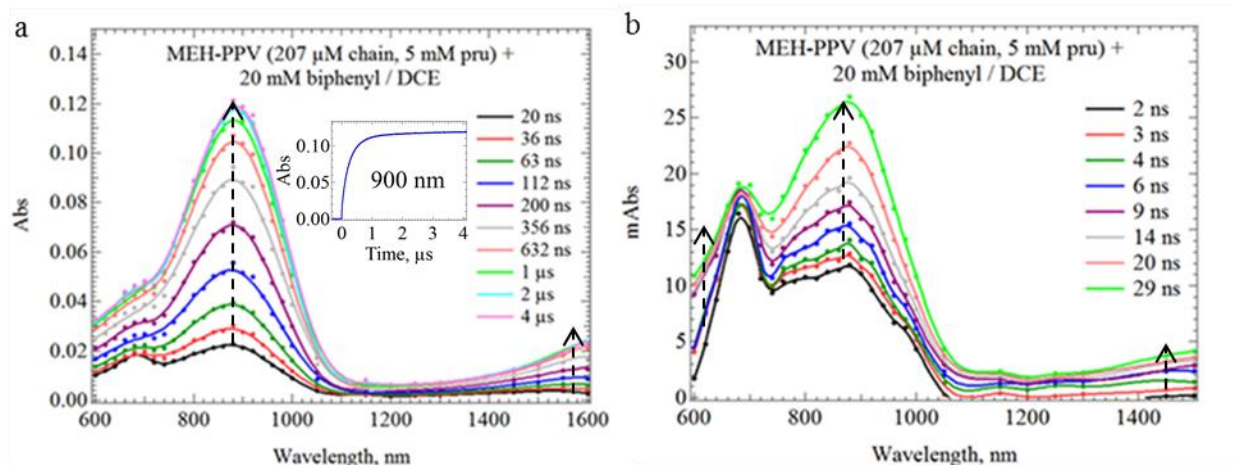 a
MEH-PPV (207 µM chain, 5 mM pru) +
20 mM biphenyl / DCE
Abs
0.14
0.12
0.10
0.08
0.06
0.04
0.02
0.00
600
800
1000
1200
1400
1600
Wavelength, nm
20 ns
36 ns
63 ns
112 ns
200 ns
356 ns
632 ns
1 µs
2 µs
4 µs
Abs
0.10
0.05
0.00
900 nm
0
1
2
3
4
Time, µs
b
MEH-PPV (207 µM chain, 5 mM pru) +
20 mM biphenyl / DCE
mAbs
30
25
20
15
10
5
0
600
800
1000
1200
1400
Wavelength, nm
2 ns
3 ns
4 ns
6 ns
9 ns
14 ns
20 ns
29 ns